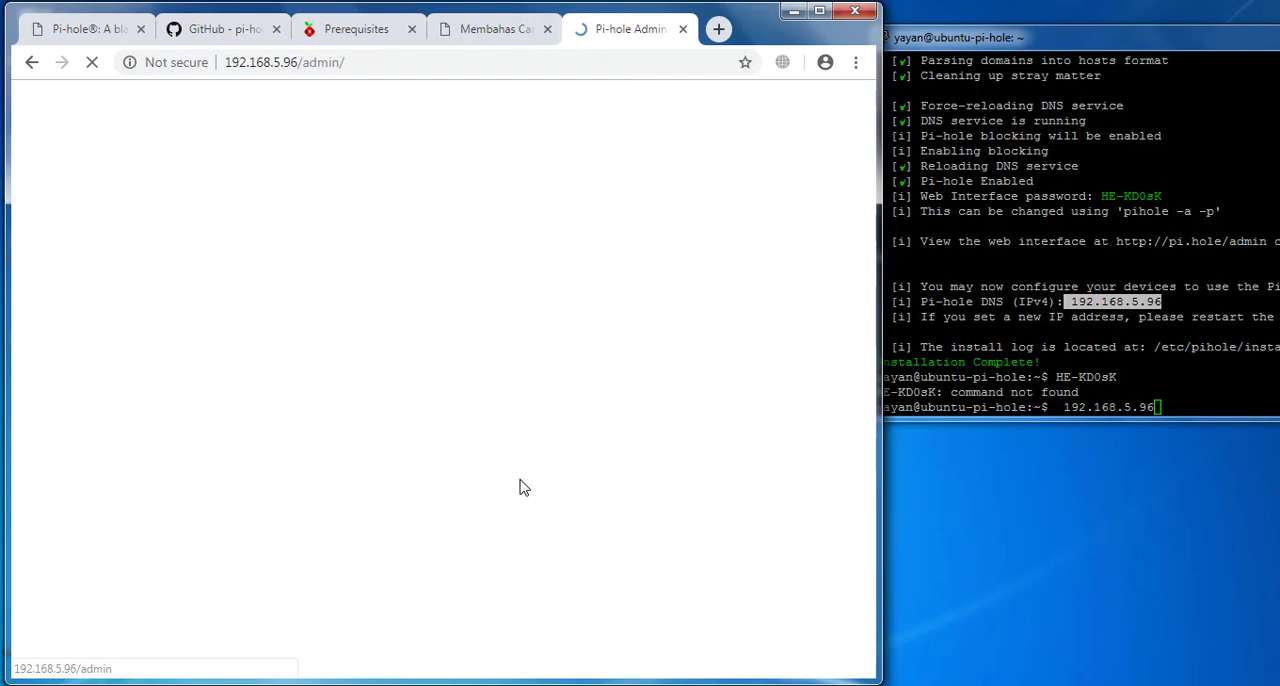 Pi-hole®: A bla
GitHub - pi-ho
Prerequisites
Membahas Car
Pi-hole Admin
Not secure
192.168.5.96/admin/
192.168.5.96/admin
yayan@ubuntu-pi-hole: ~
[✓] Parsing domains into hosts format
[✓] Cleaning up stray matter
[✓] Force-reloading DNS service
[✓] DNS service is running
[i] Pi-hole blocking will be enabled
[i] Enabling blocking
[✓] Reloading DNS service
[✓] Pi-hole Enabled
[i] Web Interface password: HE-KD0sK
[i] This can be changed using 'pihole -a -p'
[i] View the web interface at http://pi.hole/admin o
[i] You may now configure your devices to use the Pi
[i] Pi-hole DNS (IPv4): 192.168.5.96
[i] If you set a new IP address, please restart the
[i] The install log is located at: /etc/pihole/insta
nstallation Complete!
ayan@ubuntu-pi-hole:~$ HE-KD0sK
E-KD0sK: command not found
ayan@ubuntu-pi-hole:~$  192.168.5.96